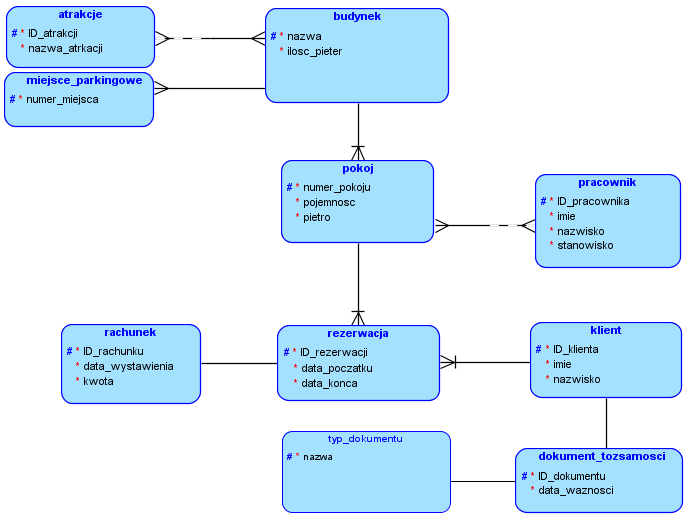 atrakcje
# * ID_atrakcji
* nazwa_atrkacji
budynek
# * nazwa
* ilosc_pieter
miejsce_parkingowe
# * numer_miejsca
pokoj
# * numer_pokoju
* pojemnosc
* pietro
pracownik
# * ID_pracownika
* imie
* nazwisko
* stanowisko
rachunek
# * ID_rachunku
* data_wystawienia
* kwota
rezerwacja
# * ID_rezerwacji
* data_poczatku
* data_konca
klient
# * ID_klienta
* imie
* nazwisko
typ_dokumentu
# * nazwa
dokument_tozsamosci
# * ID_dokumentu
* data_waznosci